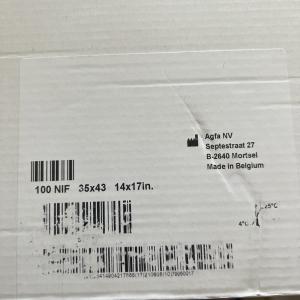 Agfa NV
Septestraat 27
B-2640 Mortsel
Made in Belgium
100 NIF 35x43 14x17in.
25°C
4°C